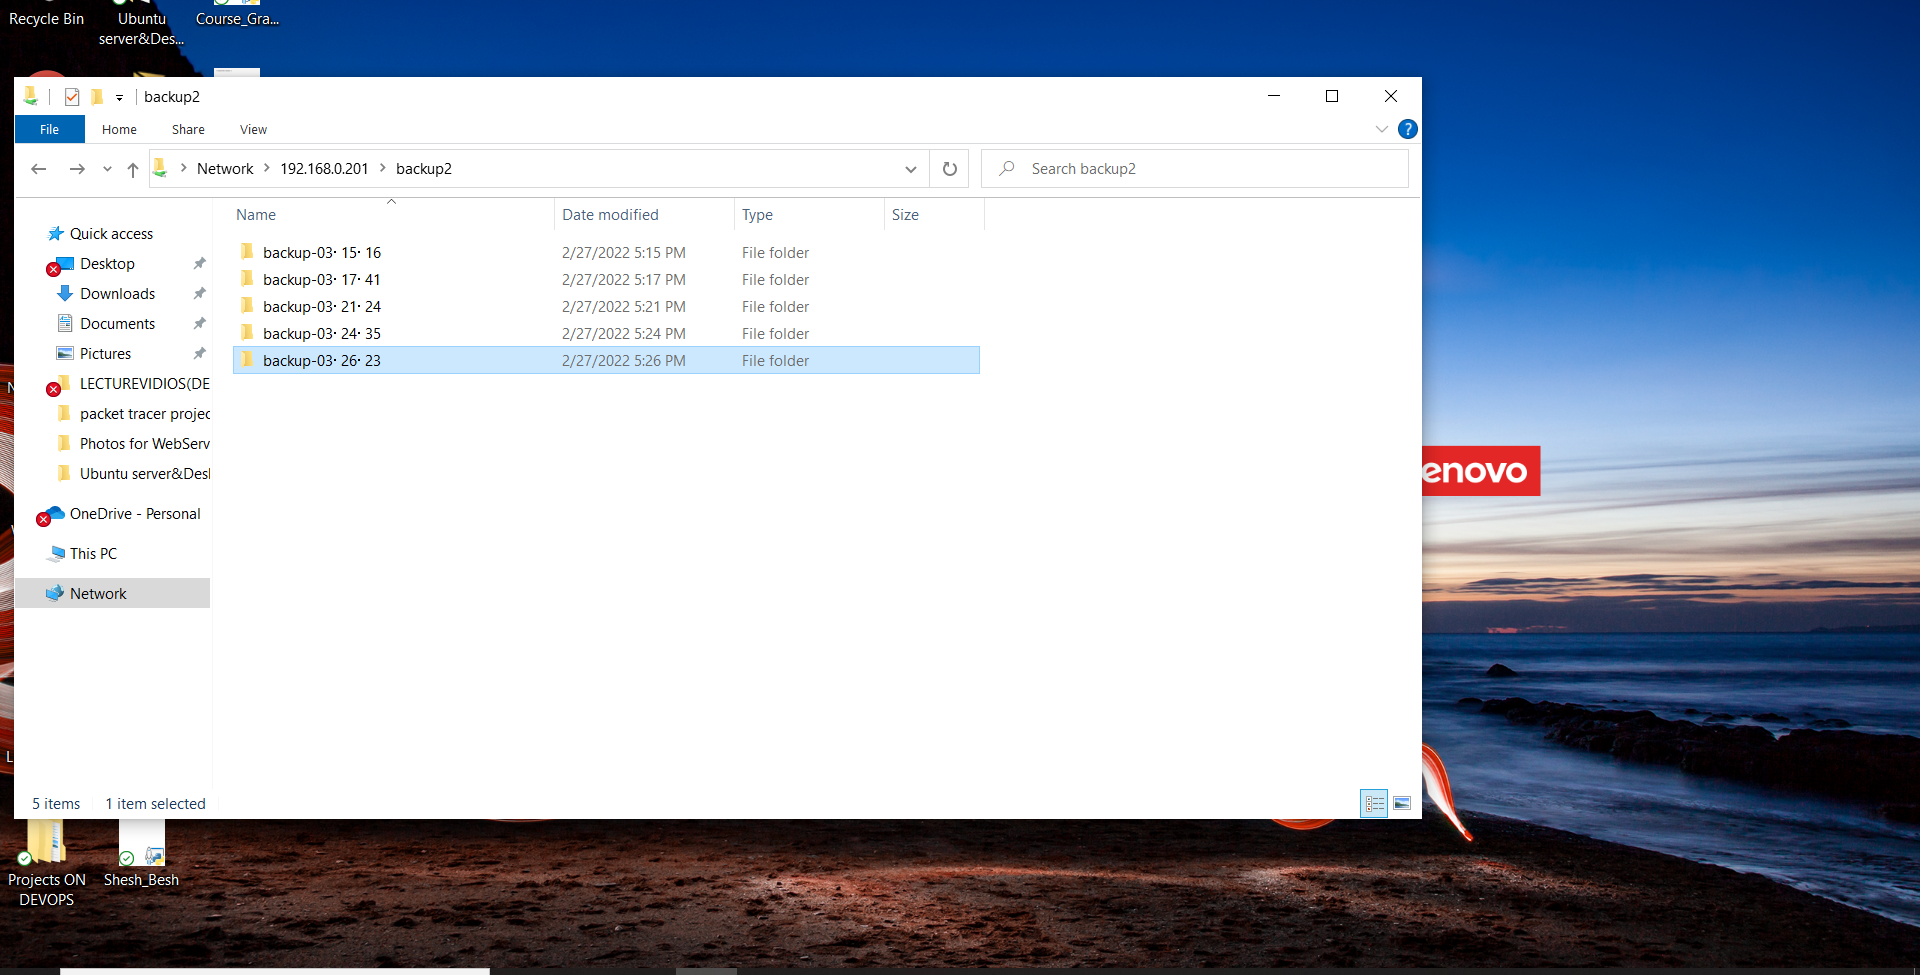 Recycle Bin
Ubuntu
server&Des...
Course_Gra...
backup2
File
Home
Share
View
Network
192.168.0.201
backup2
Search backup2
Name
Date modified
Type
Size
Quick access
Desktop
Downloads
Documents
Pictures
LECTUREVIDIOS(DE
packet tracer projec
Photos for WebServ
Ubuntu server&Desl
OneDrive - Personal
This PC
Network
backup-03· 15· 16 2/27/2022 5:15 PM File folder
backup-03· 17· 41 2/27/2022 5:17 PM File folder
backup-03· 21· 24 2/27/2022 5:21 PM File folder
backup-03· 24· 35 2/27/2022 5:24 PM File folder
backup-03· 26· 23 2/27/2022 5:26 PM File folder
enovo
5 items
1 item selected
Projects ON
DEVOPS
Shesh_Besh